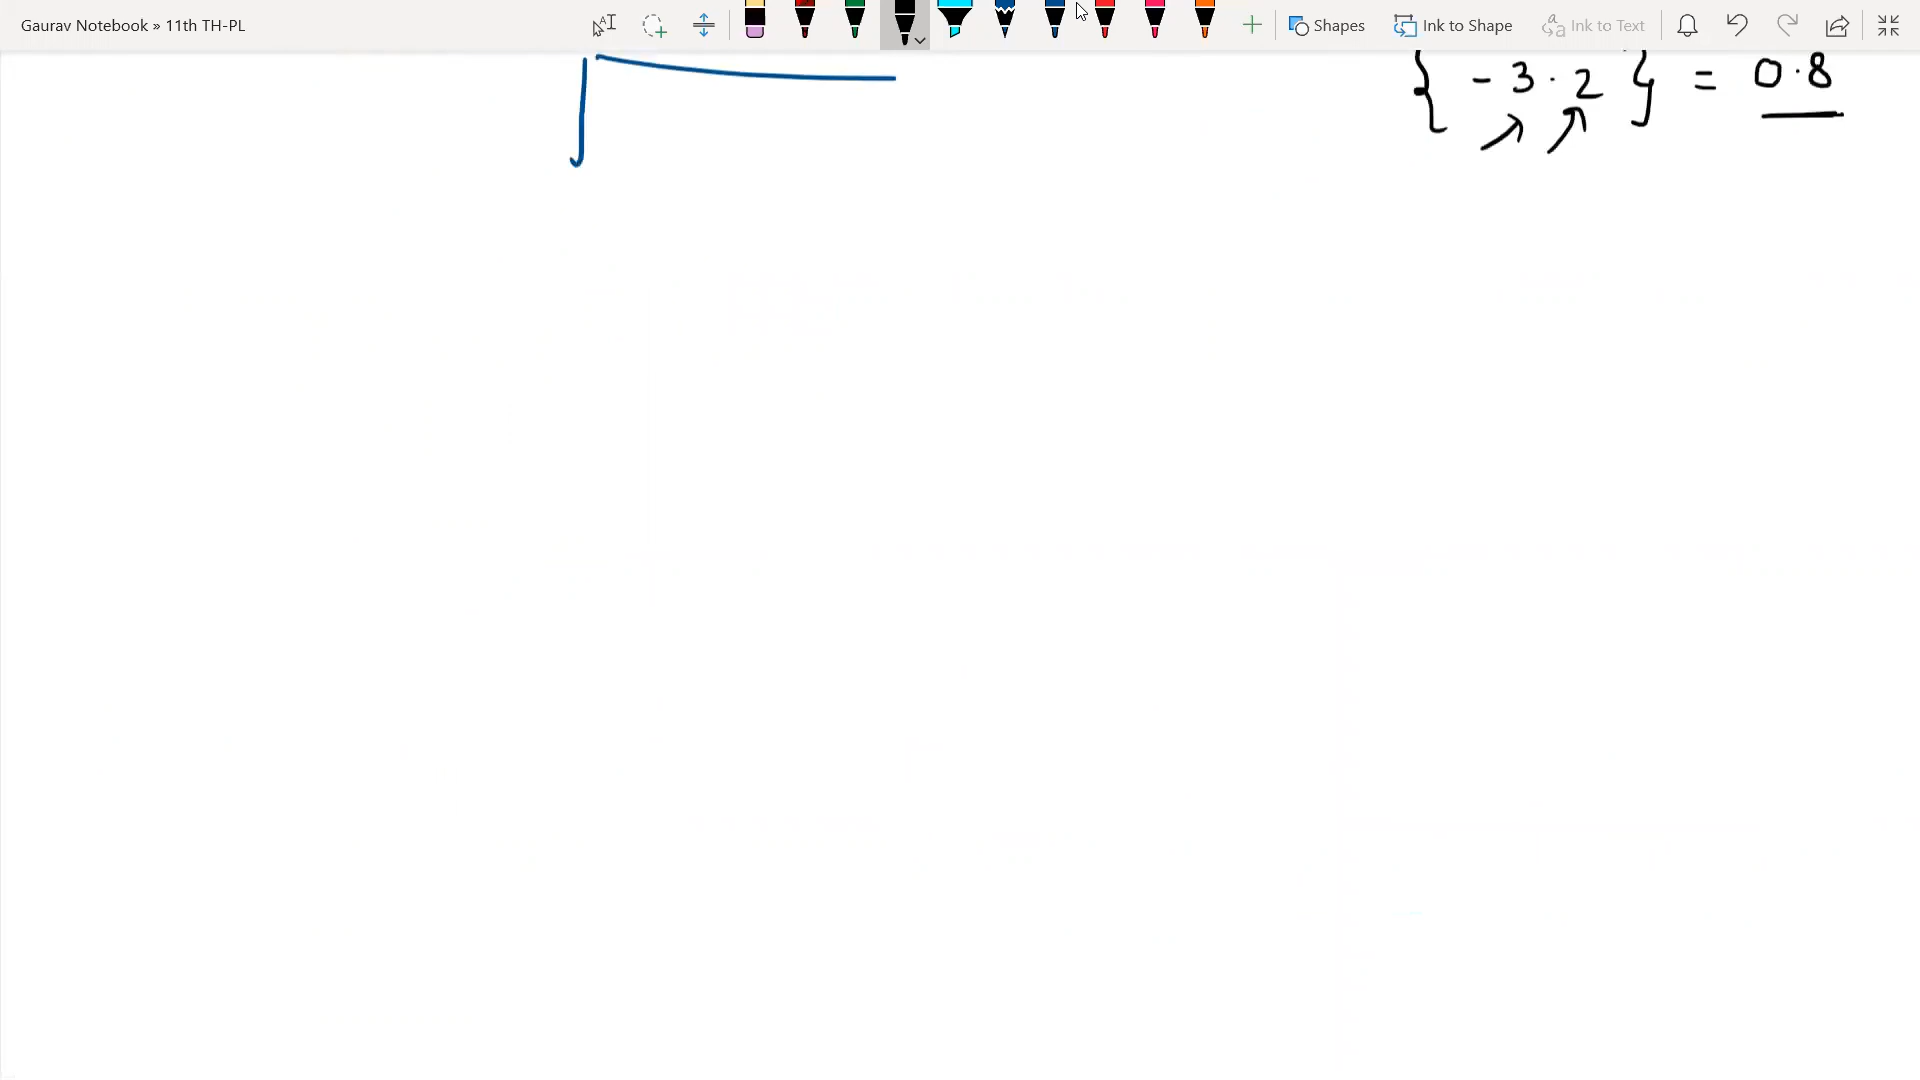 Gaurav Notebook » 11th TH-PL
Shapes
Ink to Shape
Ink to Text
{ -3.2 } = 0.8